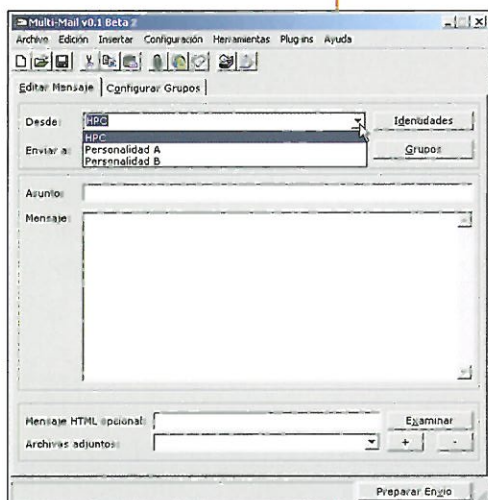 Multi-Mail v0.1 Beta 2
Archivo Edición Insertar Configuración Herramientas Plug-ins Ayuda
Editar Mensaje Configurar Grupos
Desde: HPC Identidades
HPC
Enviar a: Personalidad A Grupos
Personalidad B
Asunto:
Mensaje:
Mensaje HTML opcional: Examinar
Archivos adjuntos: + -
Preparar Envío